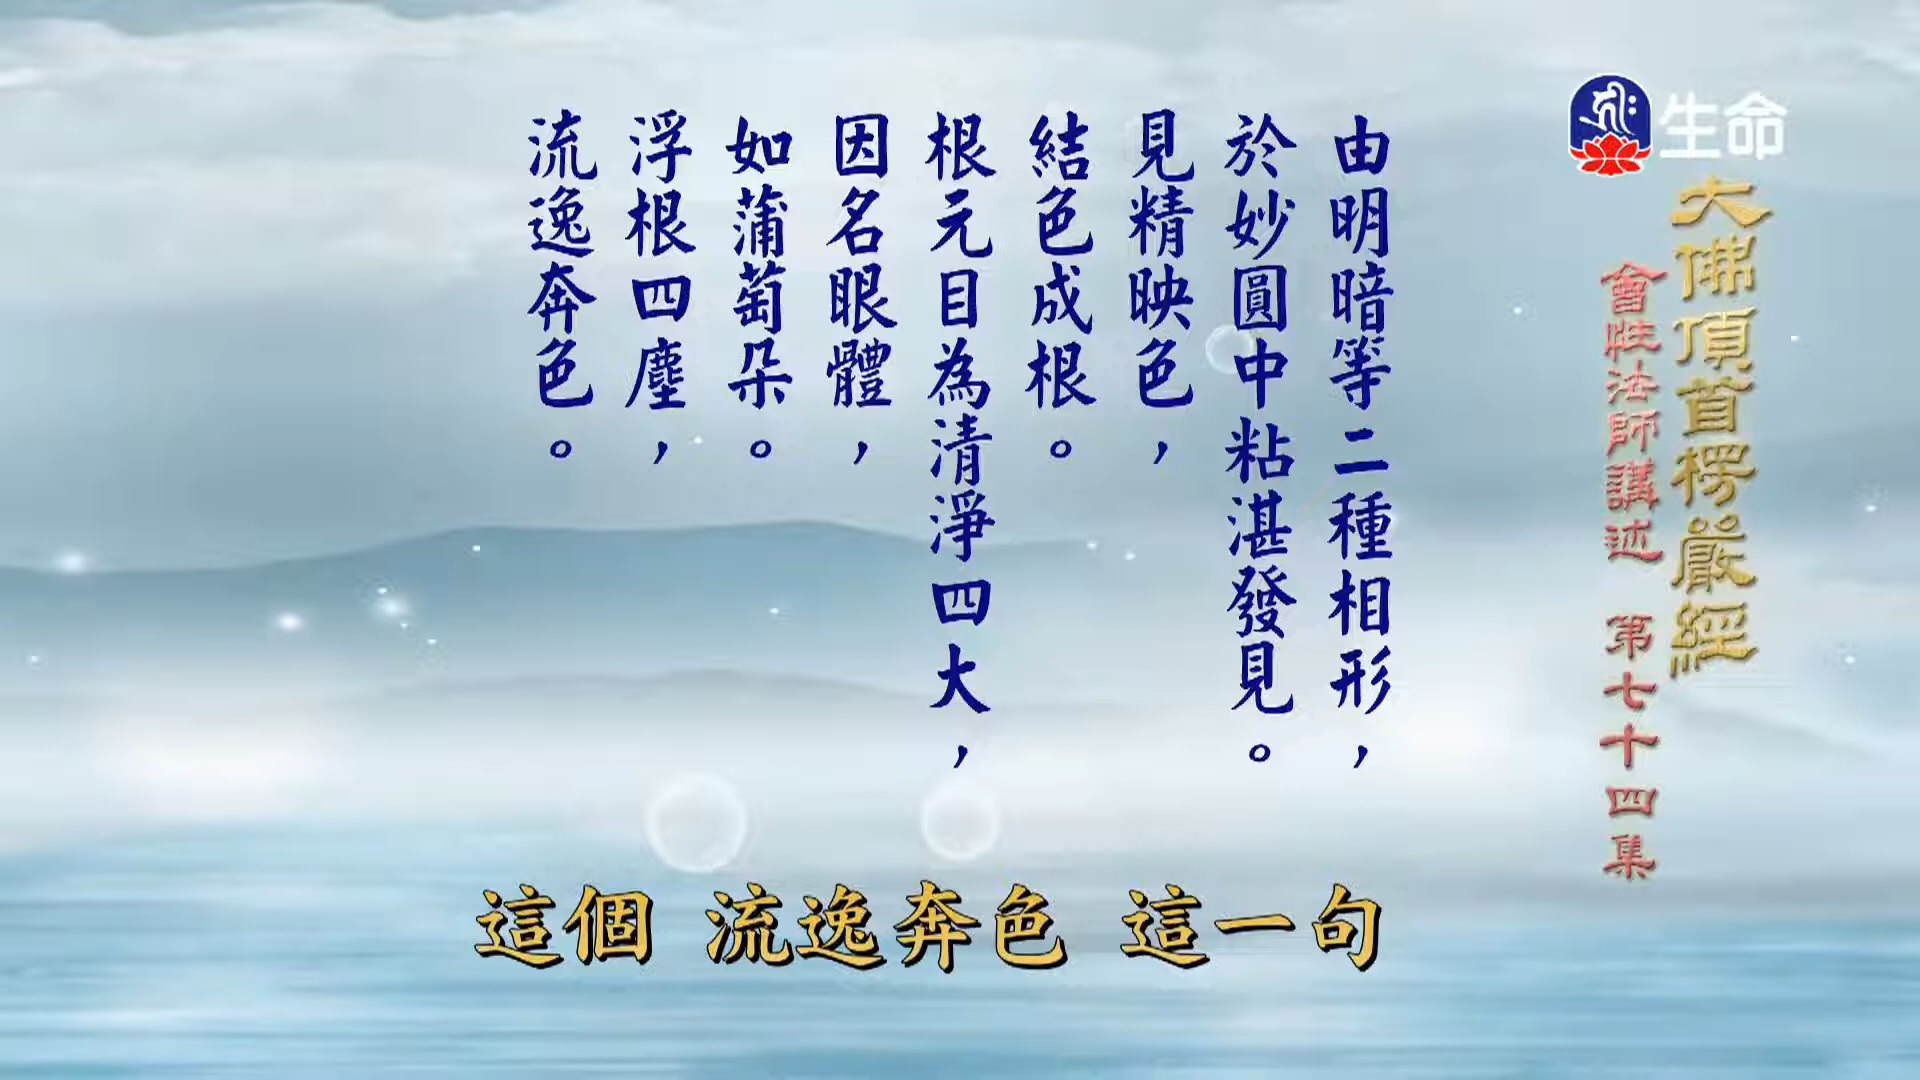 生命
大佛頂首楞嚴經
會性法師講述 第七十四集
由明暗等二種相形，
於妙圓中粘湛發見。
見精映色，
結色成根。
根元目為清淨四大，
因名眼體，
如蒲萄朵。
浮根四塵，
流逸奔色。
這個 流逸奔色 這一句